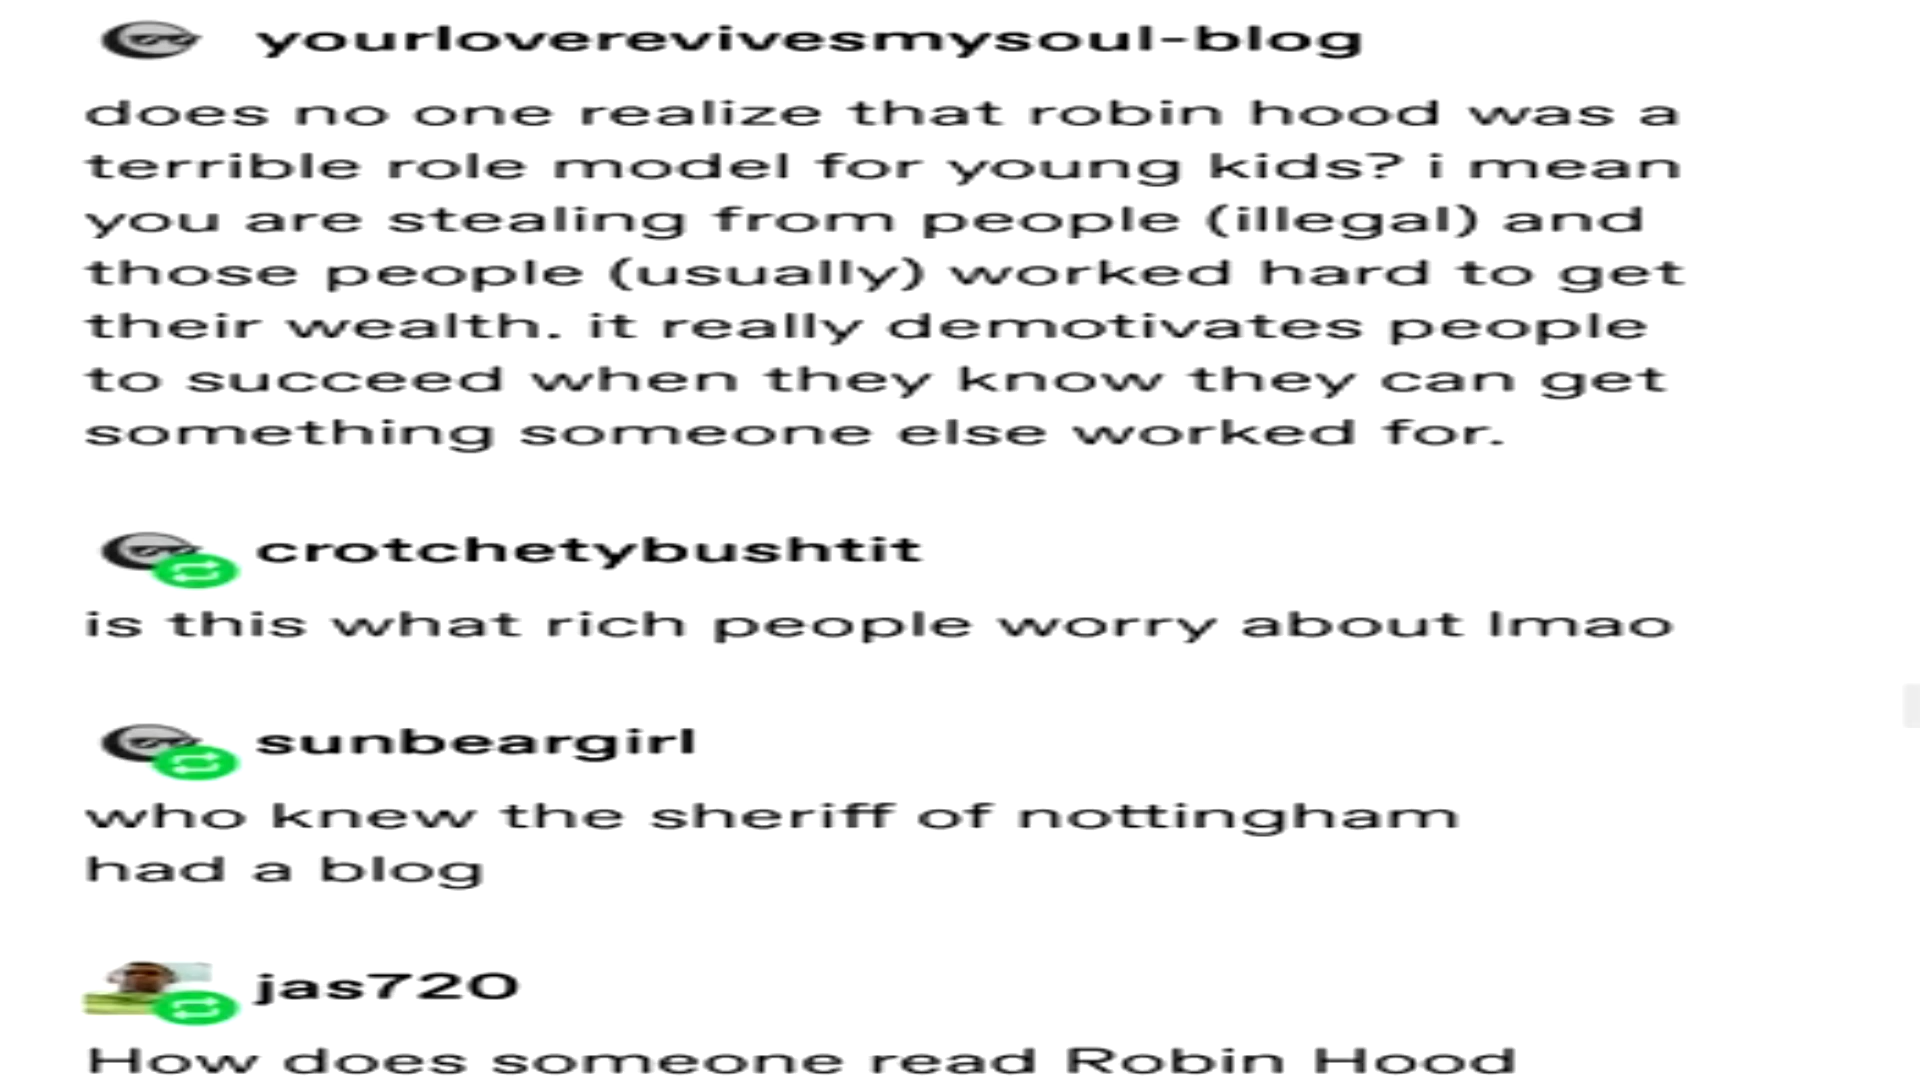 yourloverevivesmysoul-blog
does no one realize that robin hood was a
terrible role model for young kids? i mean
you are stealing from people (illegal) and
those people (usually) worked hard to get
their wealth. it really demotivates people
to succeed when they know they can get
something someone else worked for.
crotchetybushtit
is this what rich people worry about lmao
sunbeargirl
who knew the sheriff of nottingham
had a blog
jas720
How does someone read Robin Hood